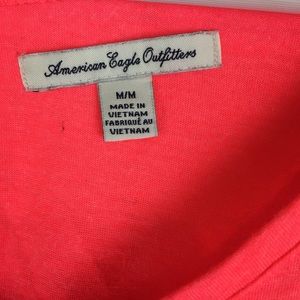 American Eagle Outfitters
M/M
MADE IN
VIETNAM
FABRIQUÉ AU
VIETNAM